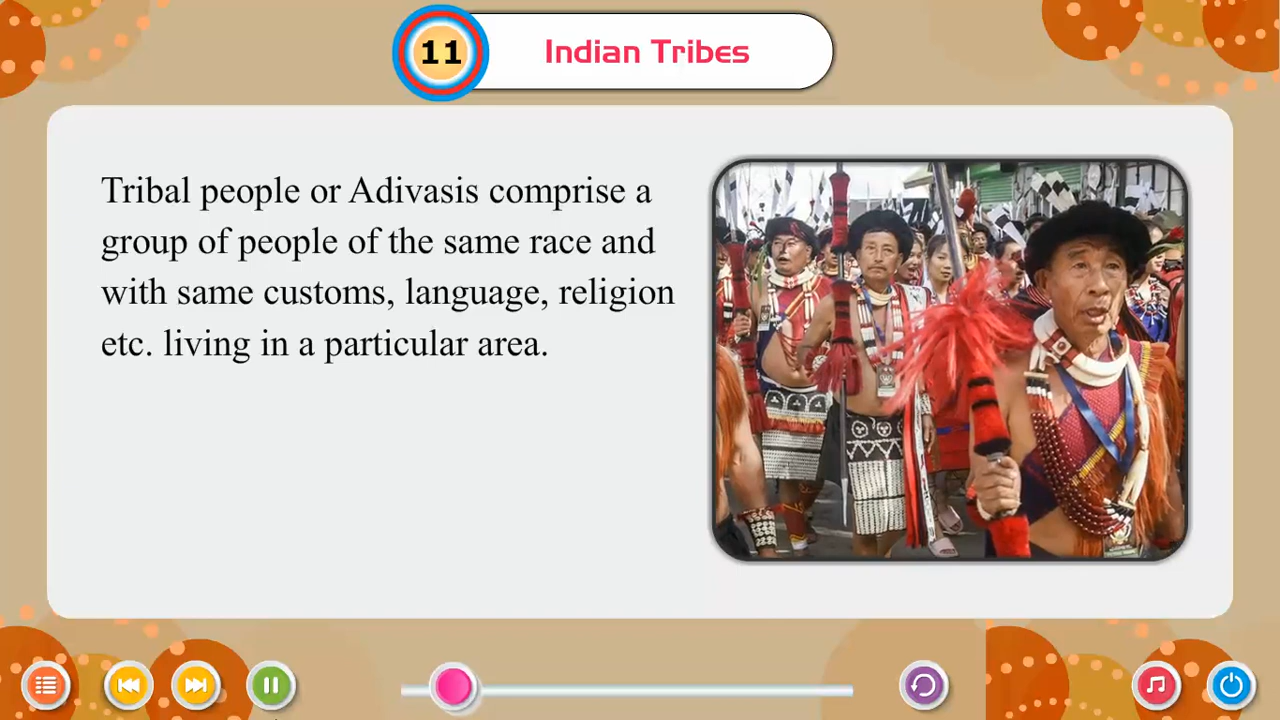 11
Indian Tribes
Tribal people or Adivasis comprise a
group of people of the same race and
with same customs, language, religion
etc. living in a particular area.